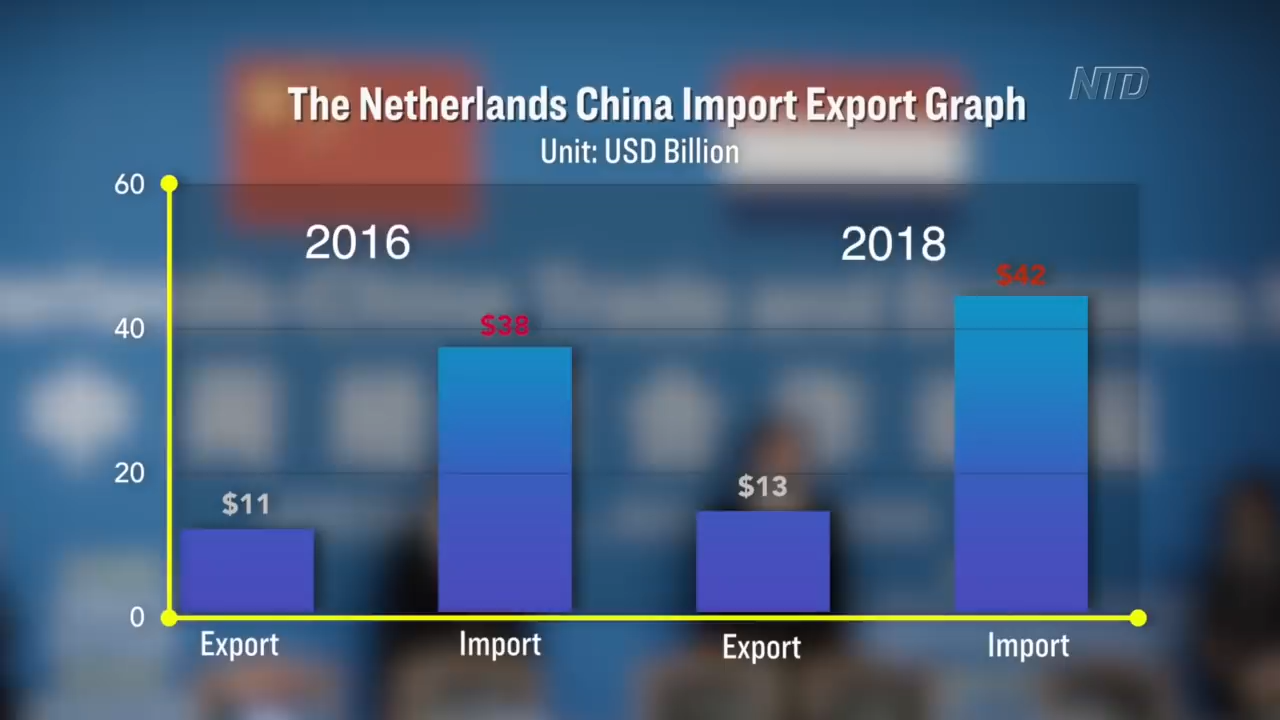 NTD
The Netherlands China Import Export Graph
Unit: USD Billion
60
2016
2018
$42
40
$38
20
$11
$13
0
Export
Import
Export
Import